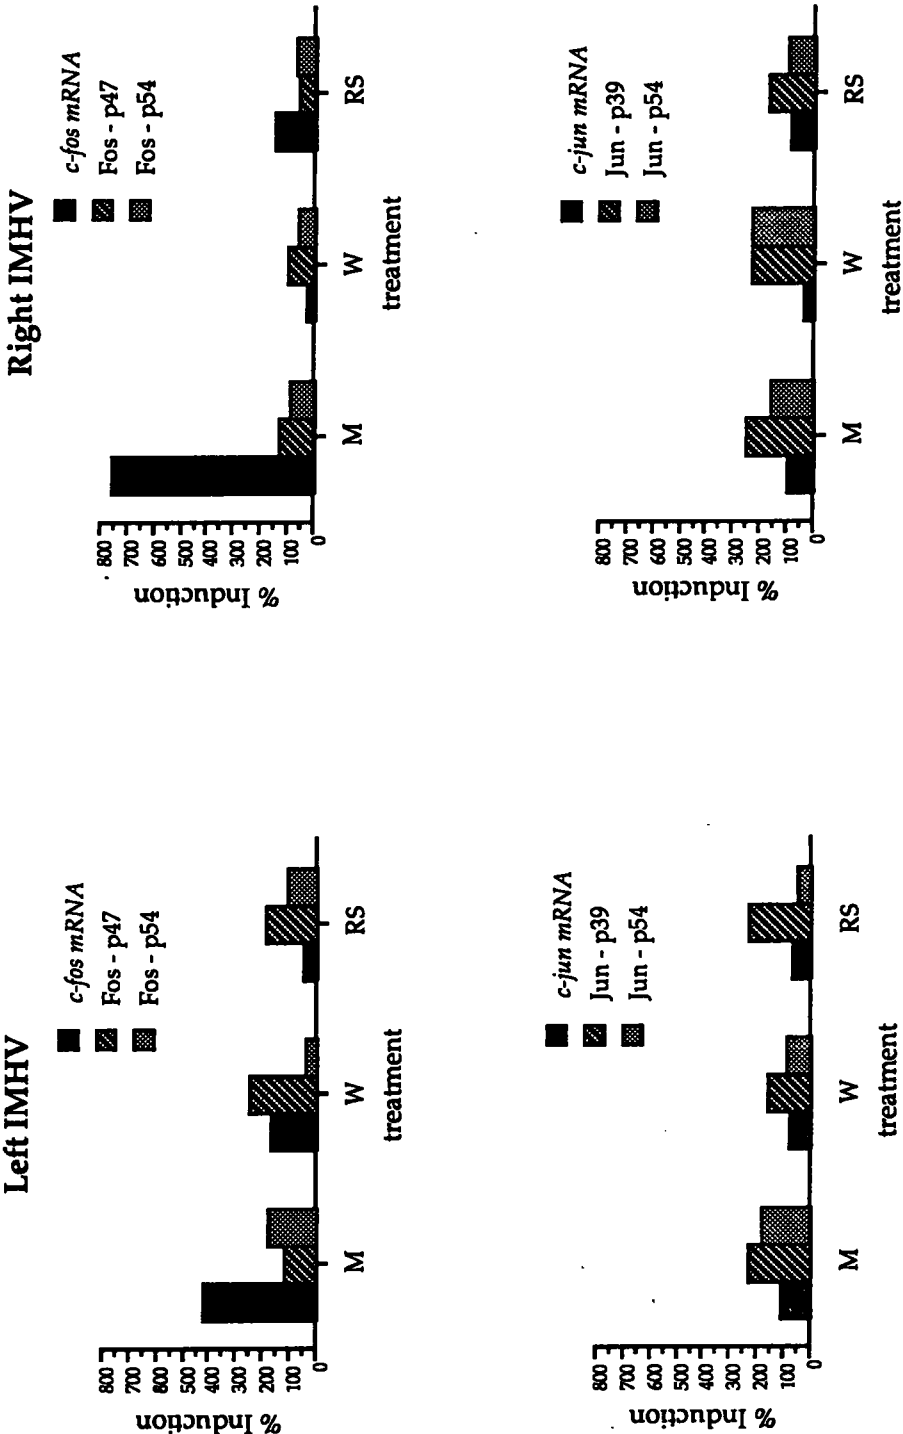 Left IMHV
c-fos mRNA
Fos - p47
Fos - p54
% Induction
800
700
600
500
400
300
200
100
0
M
W
RS
treatment
c-jun mRNA
Jun - p39
Jun - p54
% Induction
800
700
600
500
400
300
200
100
0
M
W
RS
treatment
Right IMHV
c-fos mRNA
Fos - p47
Fos - p54
% Induction
800
700
600
500
400
300
200
100
0
M
W
RS
treatment
c-jun mRNA
Jun - p39
Jun - p54
% Induction
800
700
600
500
400
300
200
100
0
M
W
RS
treatment